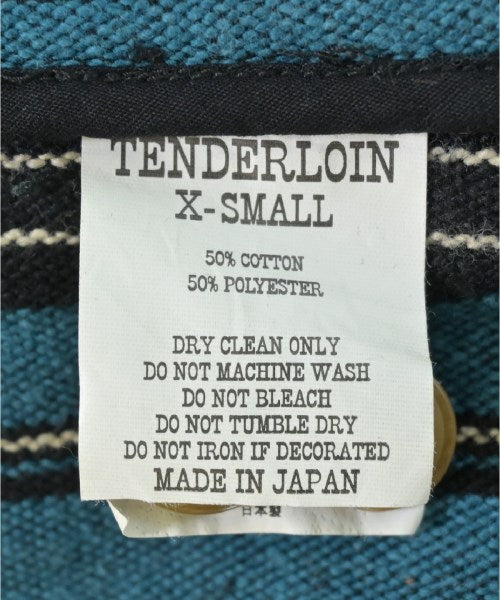 TENDERLOIN
X-SMALL
50% COTTON
50% POLYESTER
DRY CLEAN ONLY
DO NOT MACHINE WASH
DO NOT BLEACH
DO NOT TUMBLE DRY
DO NOT IRON IF DECORATED
MADE IN JAPAN
日本製